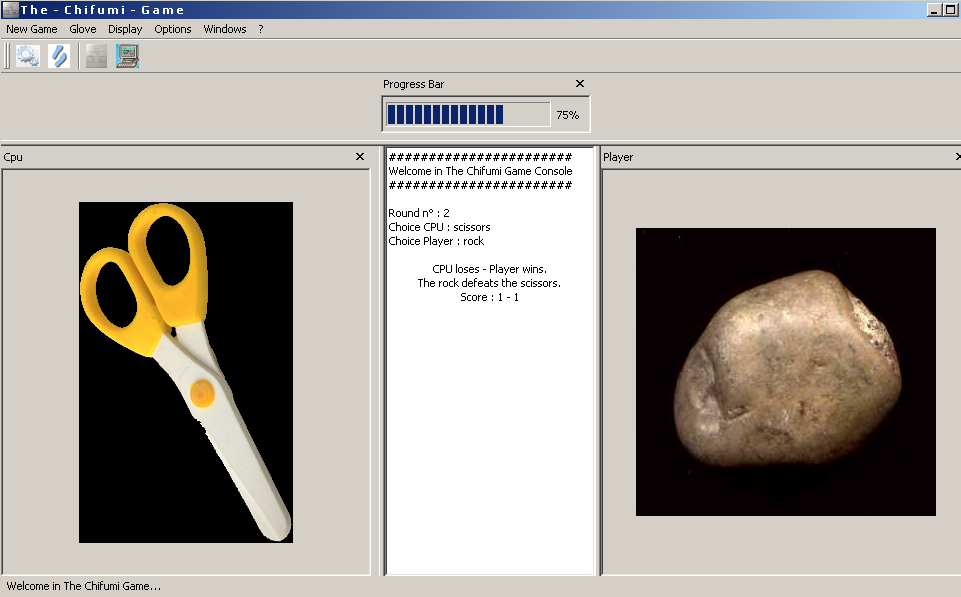 The - Chifumi - Game
New Game Glove Display Options Windows ?
Progress Bar
75%
Cpu
Player
#######################
Welcome in The Chifumi Game Console
#######################
Round n° : 2
Choice CPU : scissors
Choice Player : rock
CPU loses - Player wins.
The rock defeats the scissors.
Score : 1 - 1
Welcome in The Chifumi Game...